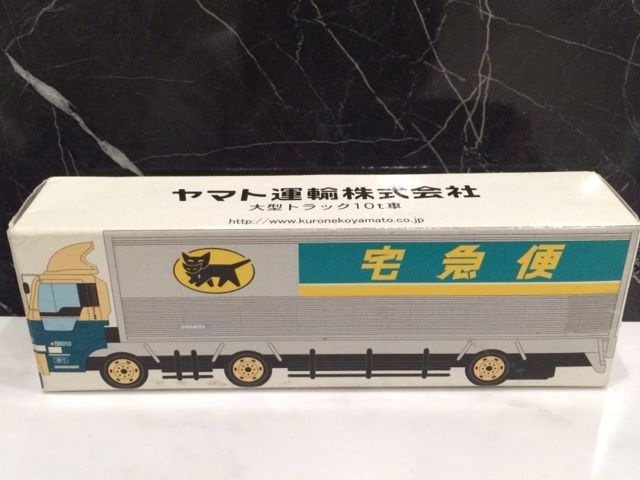 ヤマト運輸株式会社
大型トラック10t車
http://www.kuronekoyamato.co.jp
宅急便